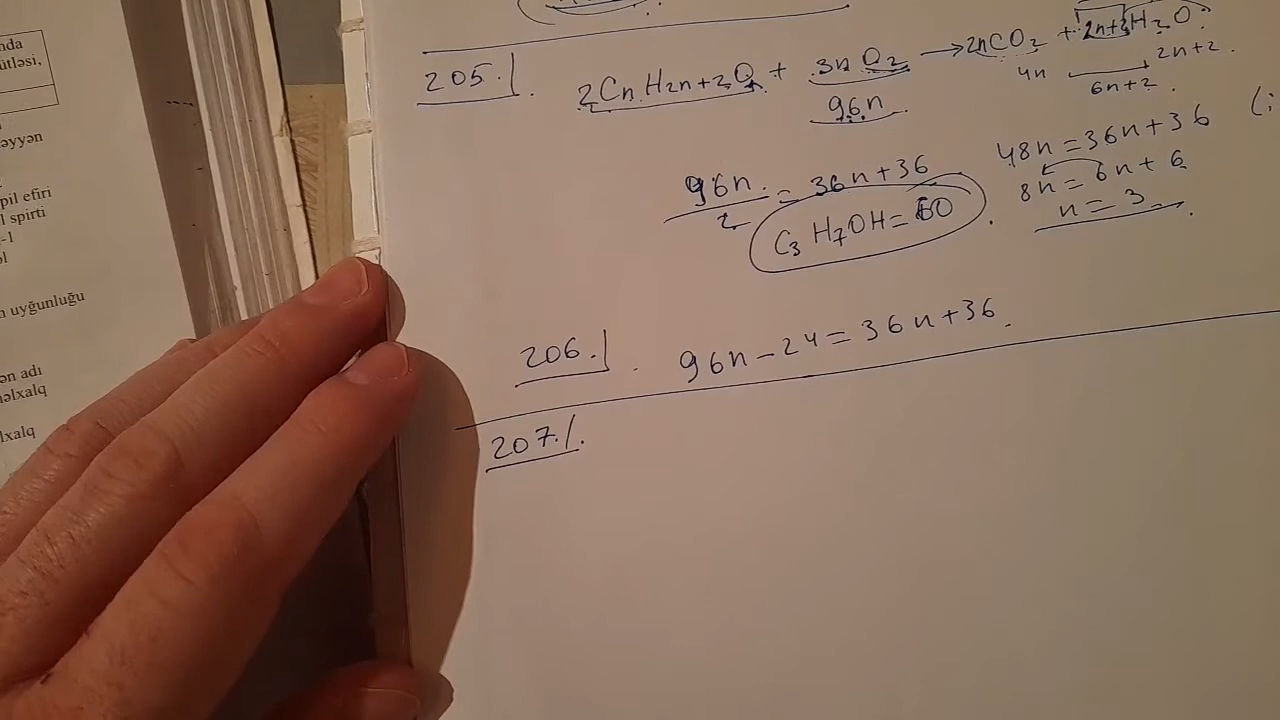 nda
ütləsi,
əyyən
pil efiri
l spirti
-1
ol
n uyğunluğu
ən adı
məlxalq
lxalq
205.
2CnH2n+2O + 3nO2 → 2nCO2 + 2n+2H2O
4n 2n+2
96n 6n+2
96n/2 = 36n+36
48n = 36n+36
8n = 6n+6
n = 3
C3H7OH = 60
206. 96n - 24 = 36n + 36
207.